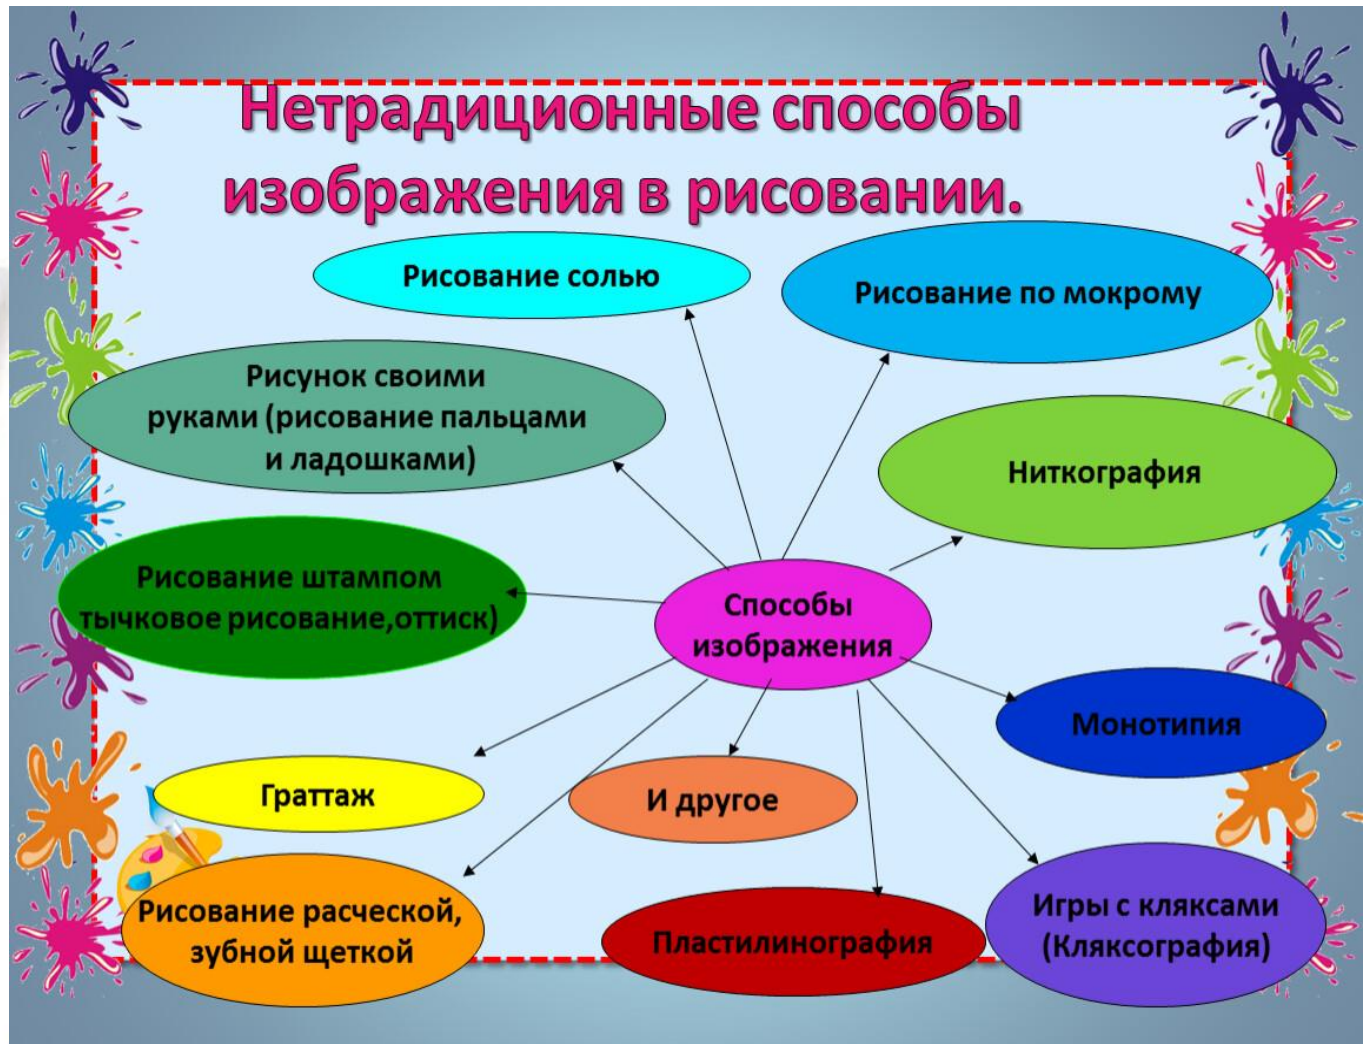 Нетрадиционные способы
изображения в рисовании.
Рисование солью
Рисование по мокрому
Рисунок своими
руками (рисование пальцами
и ладошками)
Ниткография
Рисование штампом
тычковое рисование,оттиск)
Способы
изображения
Монотипия
Граттаж
И другое
Рисование расческой,
зубной щеткой
Пластилинография
Игры с кляксами
(Кляксография)